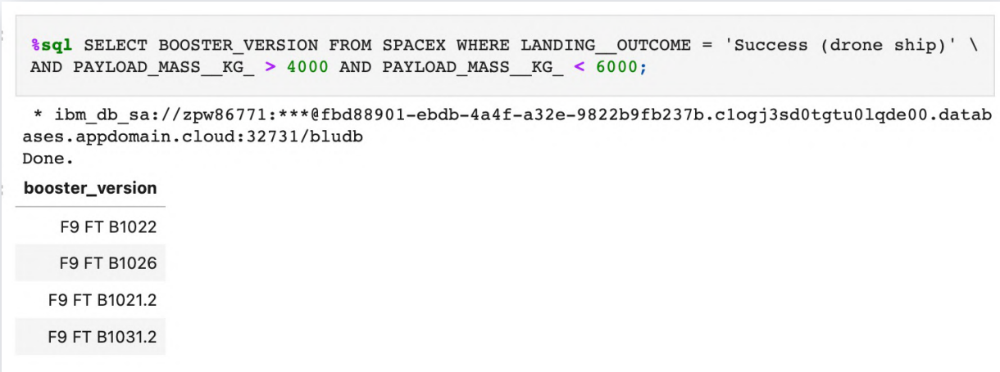 %sql SELECT BOOSTER_VERSION FROM SPACEX WHERE LANDING__OUTCOME = 'Success (drone ship)' \
AND PAYLOAD_MASS__KG_ > 4000 AND PAYLOAD_MASS__KG_ < 6000;
* ibm_db_sa://zpw86771:***@fbd88901-ebdb-4a4f-a32e-9822b9fb237b.c1ogj3sd0tgtu0lqde00.datab
ases.appdomain.cloud:32731/bludb
Done.
booster_version
F9 FT B1022
F9 FT B1026
F9 FT B1021.2
F9 FT B1031.2